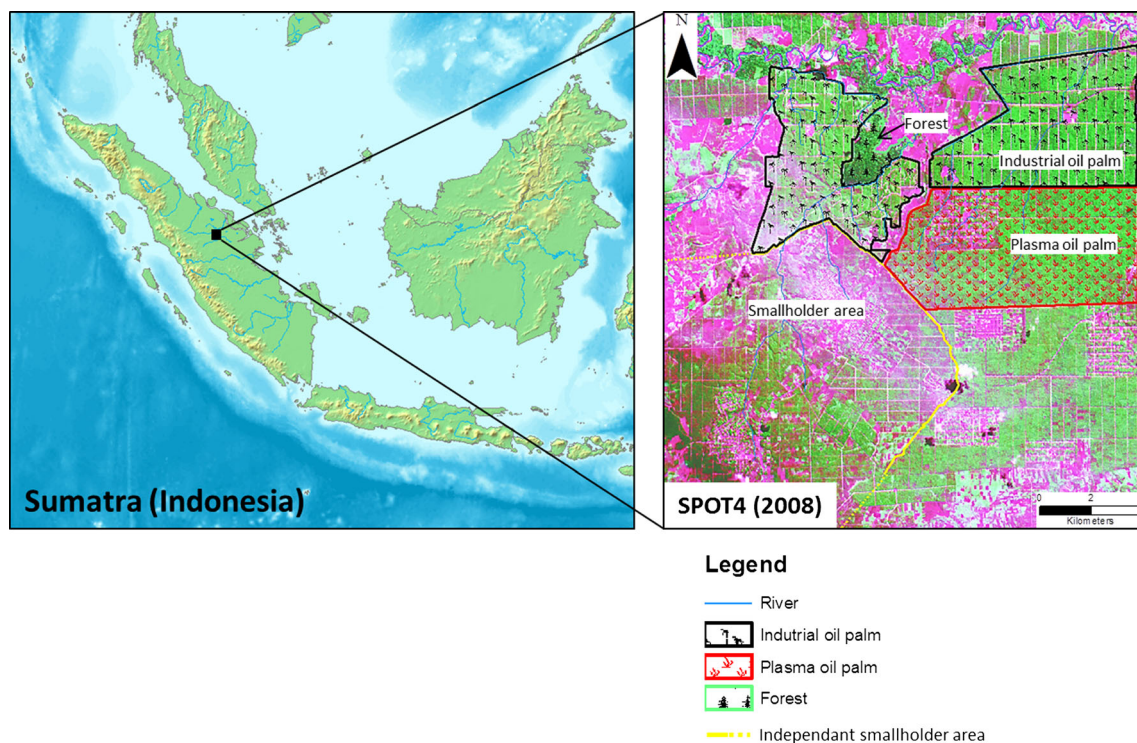 Sumatra (Indonesia)
N
Forest
Industrial oil palm
Plasma oil palm
Smallholder area
SPOT4 (2008)
0 2
Kilometers
Legend
River
Indutrial oil palm
Plasma oil palm
Forest
Independant smallholder area